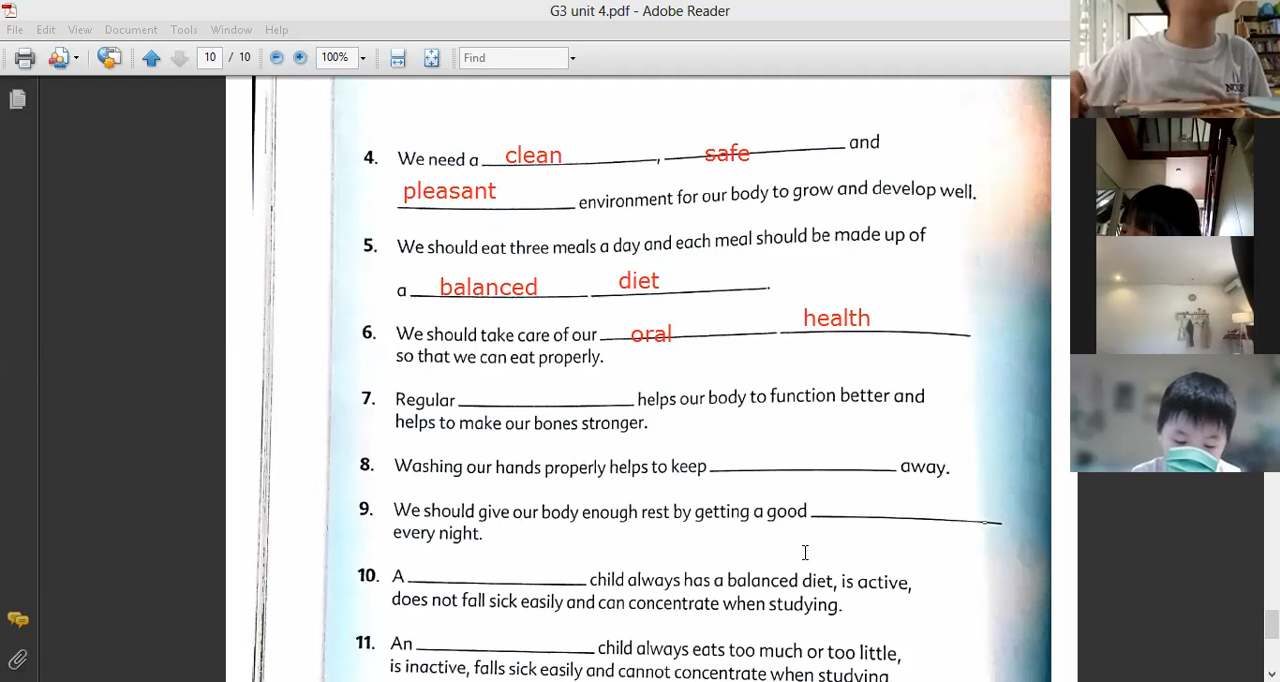 G3 unit 4.pdf - Adobe Reader
File Edit View Document Tools Window Help
10 / 10 100% Find
4. We need a clean, safe and
pleasant environment for our body to grow and develop well.
5. We should eat three meals a day and each meal should be made up of
a balanced diet.
6. We should take care of our oral health
so that we can eat properly.
7. Regular helps our body to function better and
helps to make our bones stronger.
8. Washing our hands properly helps to keep away.
9. We should give our body enough rest by getting a good
every night.
10. A child always has a balanced diet, is active,
does not fall sick easily and can concentrate when studying.
11. An child always eats too much or too little,
is inactive, falls sick easily and cannot concentrate when studying